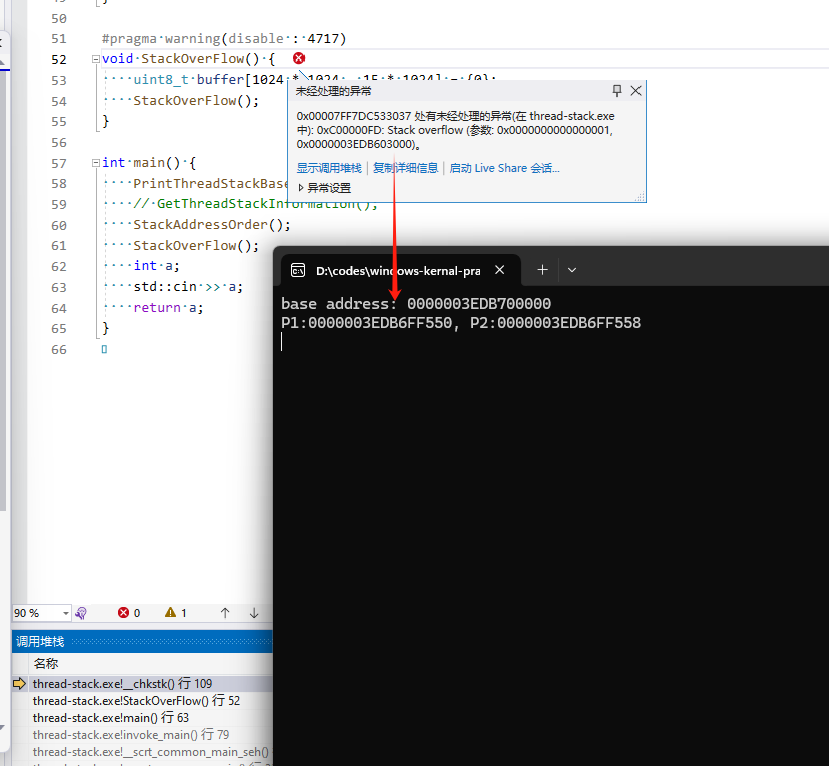 50
51 #pragma warning(disable : 4717)
52 void StackOverFlow() {
53 uint8_t buffer[1024 * 1024 15 * 1024] = {0};
54 StackOverFlow();
55 }
56
57 int main() {
58 PrintThreadStackBase
59 // GetThreadStackInformation();
60 StackAddressOrder();
61 StackOverFlow();
62 int a;
63 std::cin >> a;
64 return a;
65 }
66
未经处理的异常
0x00007FF7DC533037 处有未经处理的异常(在 thread-stack.exe
中): 0xC00000FD: Stack overflow (参数: 0x0000000000000001,
0x0000003EDB603000)。
显示调用堆栈 | 复制详细信息 | 启动 Live Share 会话...
异常设置
D:\codes\windows-kernal-pra
base address: 0000003EDB700000
P1:0000003EDB6FF550, P2:0000003EDB6FF558
90 % 0 1
调用堆栈
名称
thread-stack.exe!__chkstk() 行 109
thread-stack.exe!StackOverFlow() 行 52
thread-stack.exe!main() 行 63
thread-stack.exe!invoke_main() 行 79
thread-stack.exe!__scrt_common_main_seh()